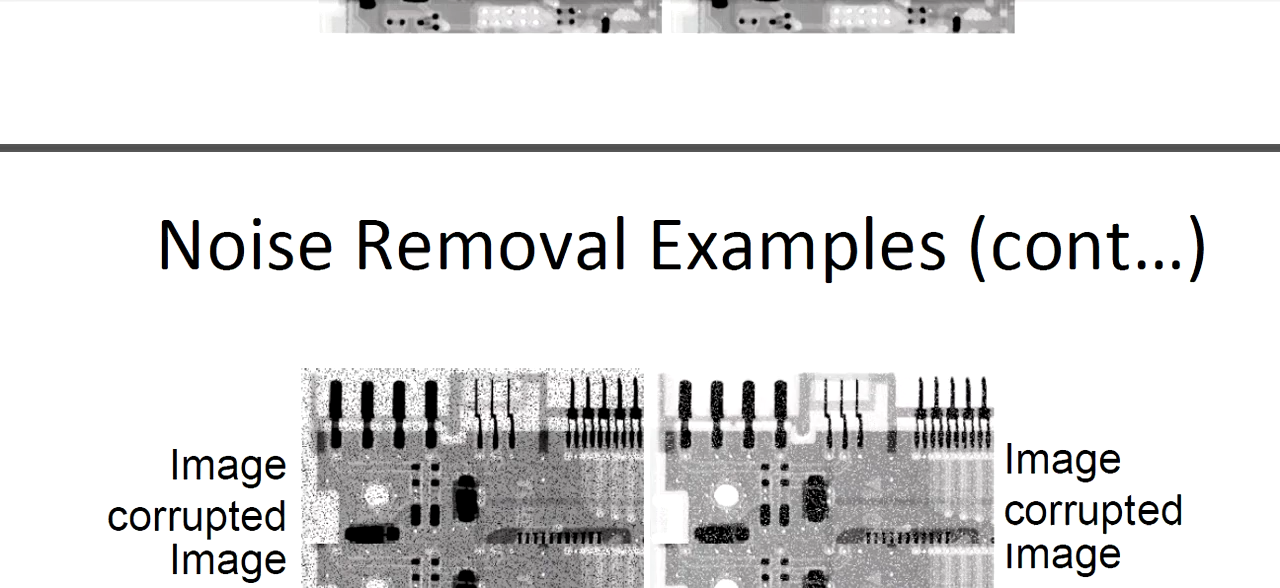 Noise Removal Examples (cont…)
Image
corrupted
Image
Image
corrupted
Image